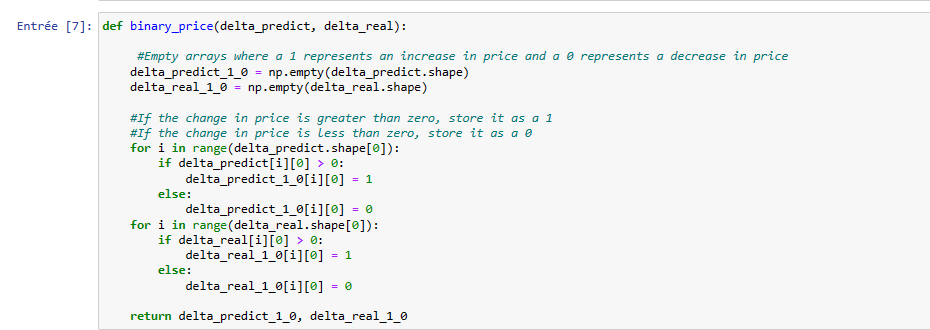 Entrée [7]: def binary_price(delta_predict, delta_real):
#Empty arrays where a 1 represents an increase in price and a 0 represents a decrease in price
delta_predict_1_0 = np.empty(delta_predict.shape)
delta_real_1_0 = np.empty(delta_real.shape)
#If the change in price is greater than zero, store it as a 1
#If the change in price is less than zero, store it as a 0
for i in range(delta_predict.shape[0]):
if delta_predict[i][0] > 0:
delta_predict_1_0[i][0] = 1
else:
delta_predict_1_0[i][0] = 0
for i in range(delta_real.shape[0]):
if delta_real[i][0] > 0:
delta_real_1_0[i][0] = 1
else:
delta_real_1_0[i][0] = 0
return delta_predict_1_0, delta_real_1_0